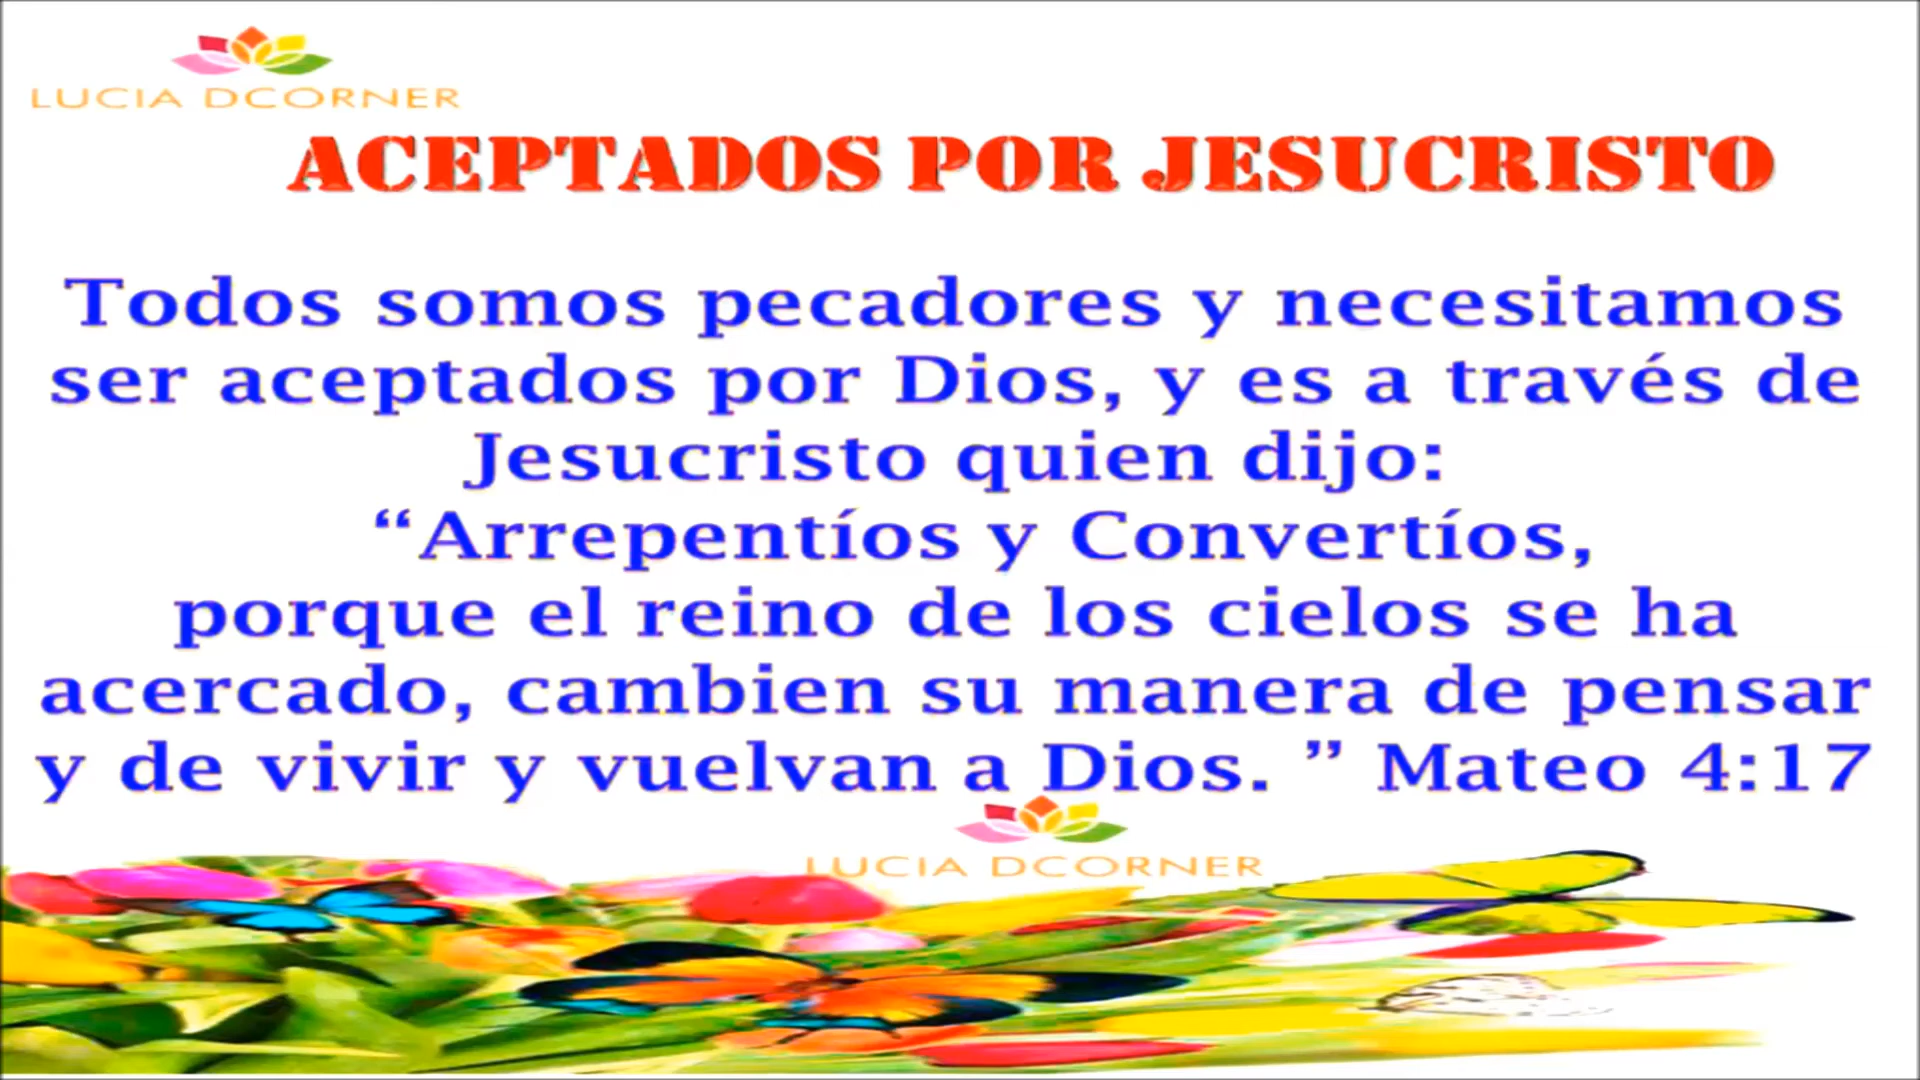 LUCIA DCORNER
ACEPTADOS POR JESUCRISTO
Todos somos pecadores y necesitamos
ser aceptados por Dios, y es a través de
Jesucristo quien dijo:
“Arrepentíos y Convertíos,
porque el reino de los cielos se ha
acercado, cambien su manera de pensar
y de vivir y vuelvan a Dios. ” Mateo 4:17
LUCIA DCORNER